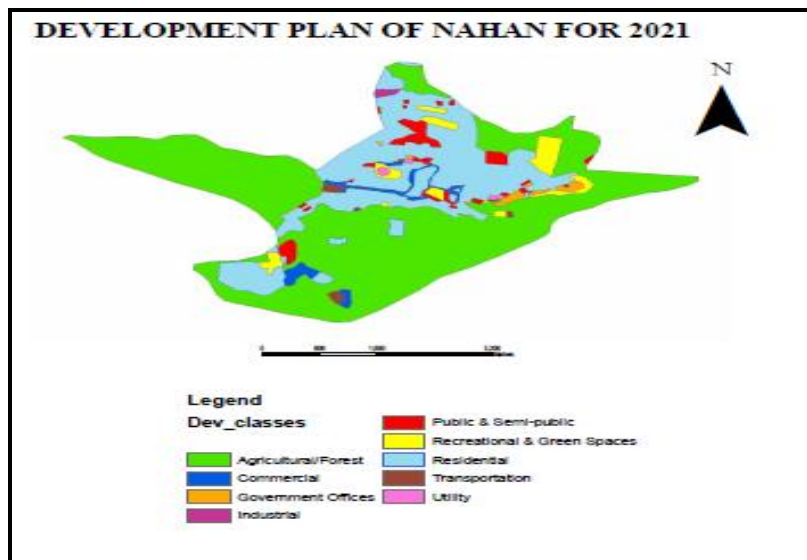 DEVELOPMENT PLAN OF NAHAN FOR 2021
N
Legend
Dev_classes
Agricultural/Forest
Commercial
Government Offices
Industrial
Public & Semi-public
Recreational & Green Spaces
Residential
Transportation
Utility